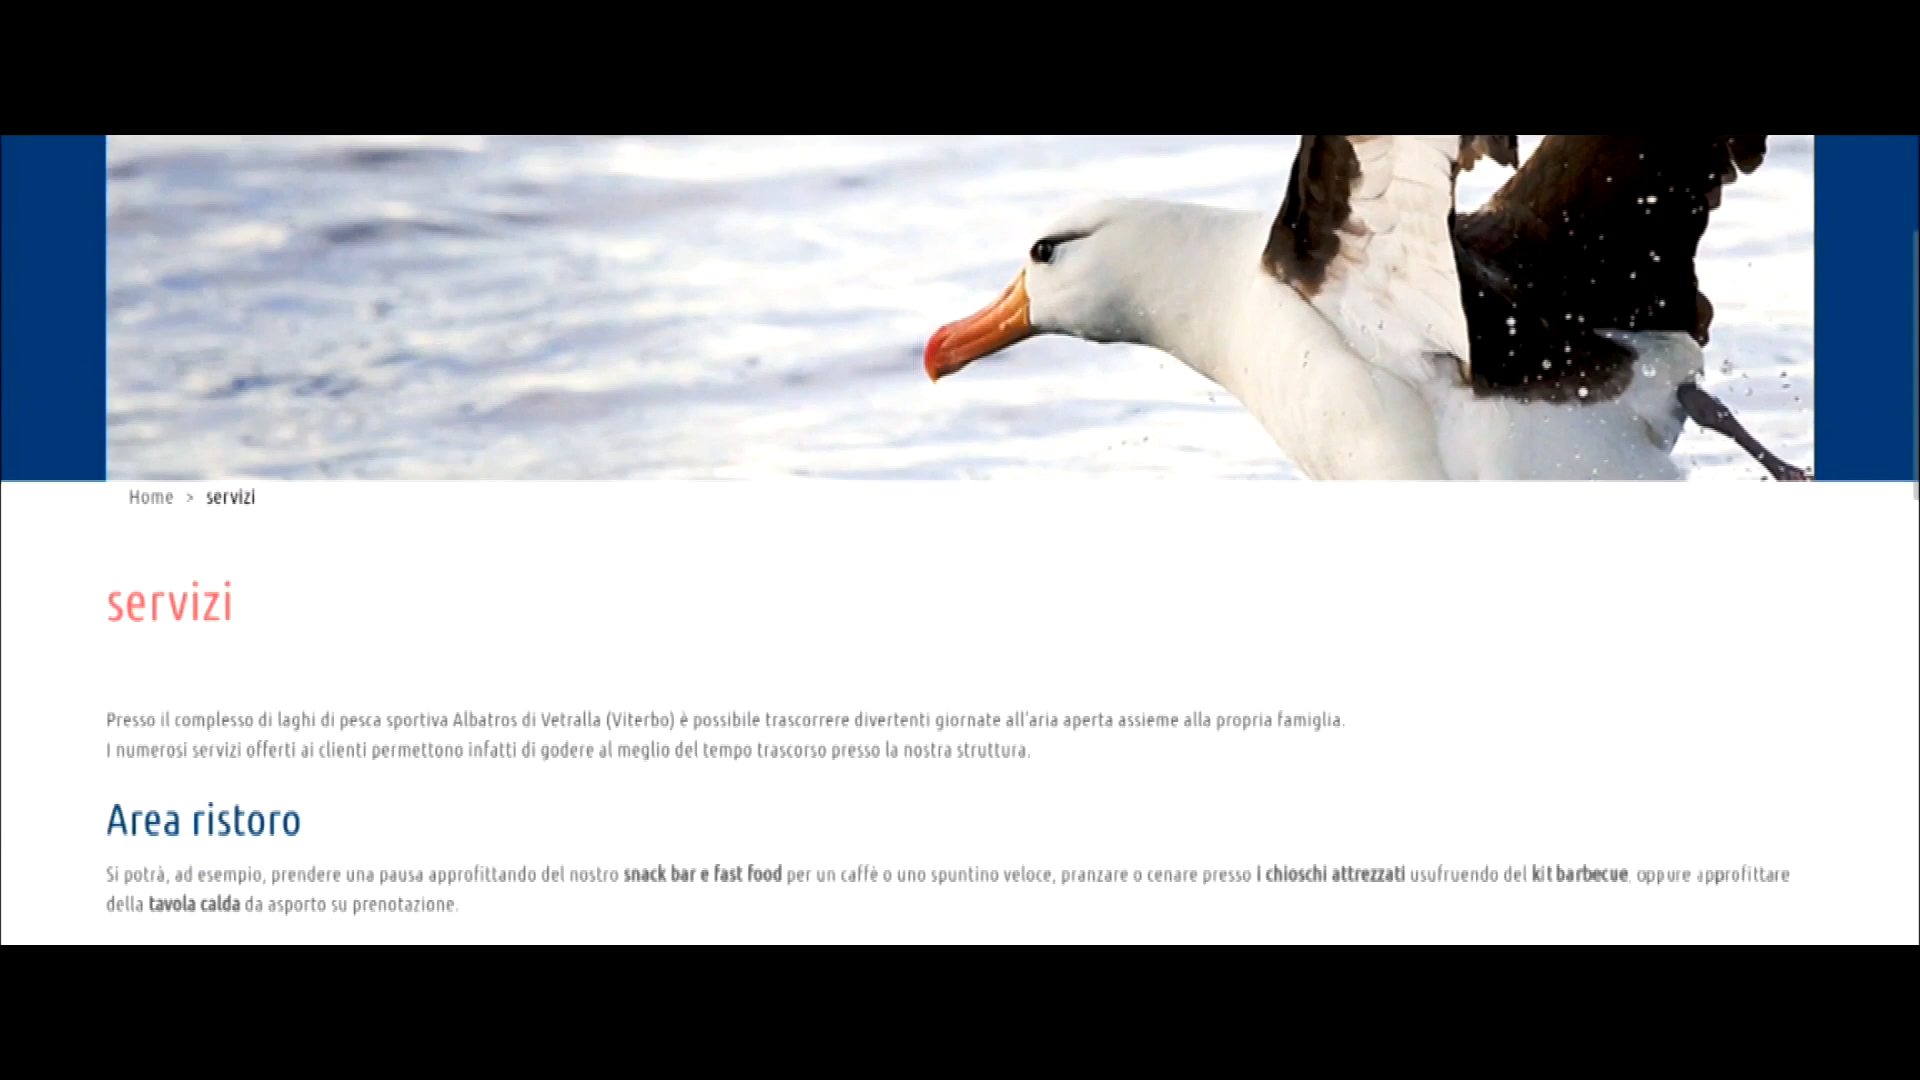 Home > servizi
servizi
Presso il complesso di laghi di pesca sportiva Albatros di Vetralla (Viterbo) è possibile trascorrere divertenti giornate all'aria aperta assieme alla propria famiglia.
I numerosi servizi offerti ai clienti permettono infatti di godere al meglio del tempo trascorso presso la nostra struttura.
Area ristoro
Si potrà, ad esempio, prendere una pausa approfittando del nostro snack bar e fast food per un caffè o uno spuntino veloce, pranzare o cenare presso i chioschi attrezzati usufruendo del kit barbecue, oppure approfittare
della tavola calda da asporto su prenotazione.